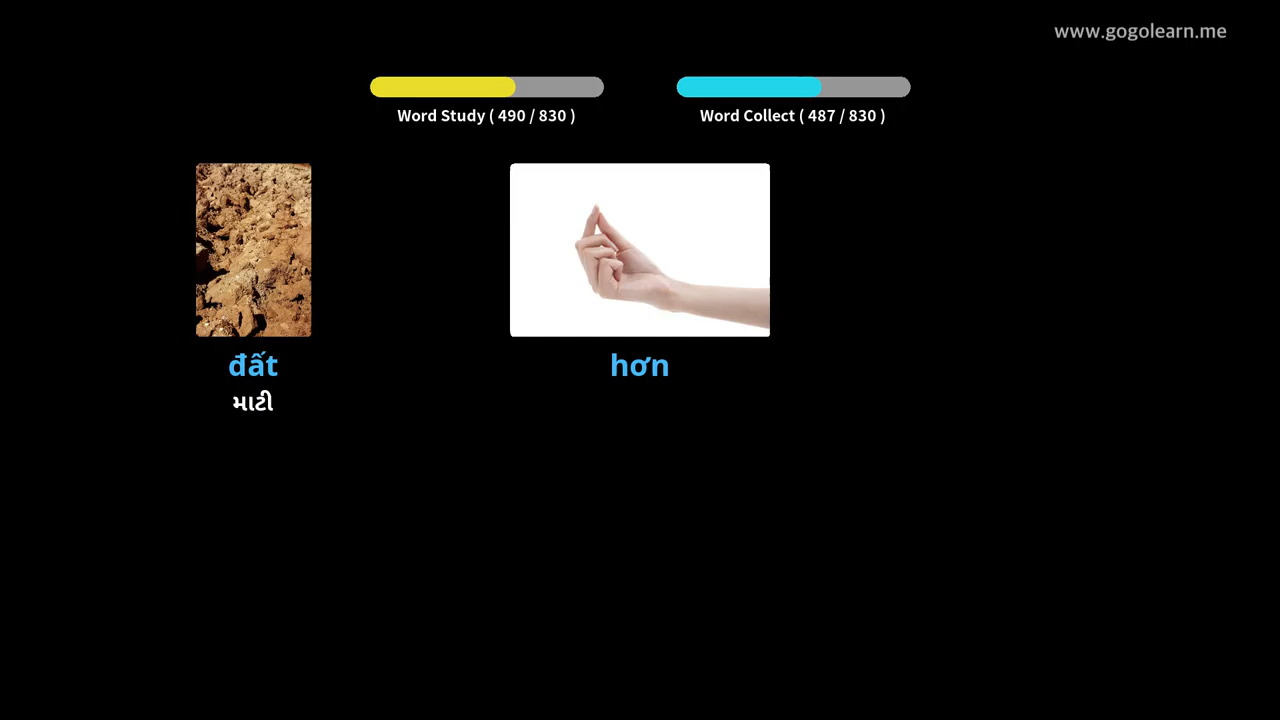 www.gogolearn.me
Word Study ( 490 / 830 )
Word Collect ( 487 / 830 )
đất
માટી
hơn